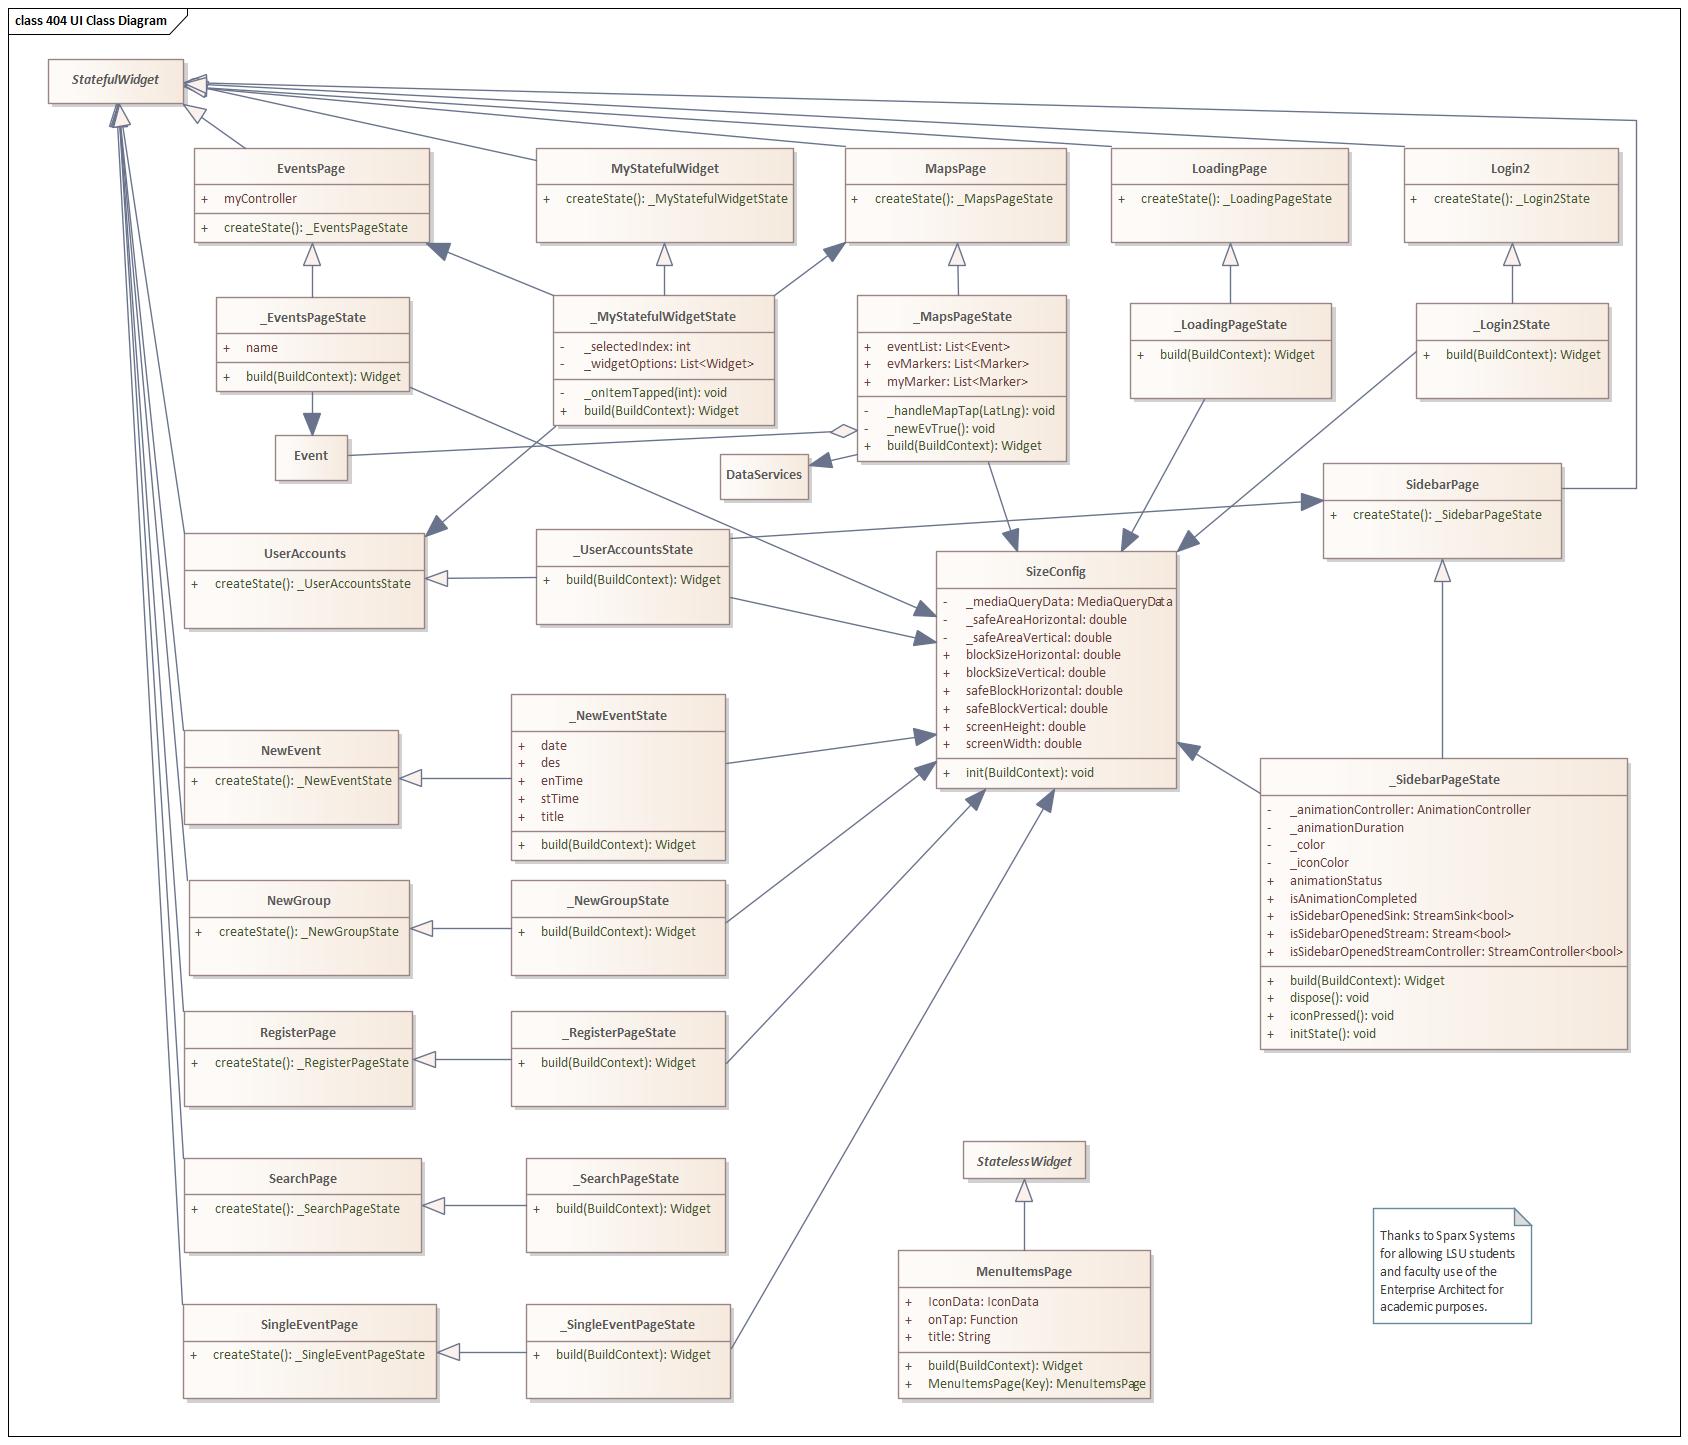 class 404 UI Class Diagram
StatefulWidget
EventsPage
+ myController
+ createState(): _EventsPageState
MyStatefulWidget
+ createState(): _MyStatefulWidgetState
MapsPage
+ createState(): _MapsPageState
LoadingPage
+ createState(): _LoadingPageState
Login2
+ createState(): _Login2State
_EventsPageState
+ name
+ build(BuildContext): Widget
_MyStatefulWidgetState
- _selectedIndex: int
- _widgetOptions: List<Widget>
- _onItemTapped(int): void
+ build(BuildContext): Widget
_MapsPageState
+ eventList: List<Event>
+ evMarkers: List<Marker>
+ myMarker: List<Marker>
- _handleMapTap(LatLng): void
- _newEvTrue(): void
+ build(BuildContext): Widget
_LoadingPageState
+ build(BuildContext): Widget
_Login2State
+ build(BuildContext): Widget
Event
DataServices
SidebarPage
+ createState(): _SidebarPageState
UserAccounts
+ createState(): _UserAccountsState
_UserAccountsState
+ build(BuildContext): Widget
SizeConfig
- _mediaQueryData: MediaQueryData
- _safeAreaHorizontal: double
- _safeAreaVertical: double
+ blockSizeHorizontal: double
+ blockSizeVertical: double
+ safeBlockHorizontal: double
+ safeBlockVertical: double
+ screenHeight: double
+ screenWidth: double
+ init(BuildContext): void
NewEvent
+ createState(): _NewEventState
_NewEventState
+ date
+ des
+ enTime
+ stTime
+ title
+ build(BuildContext): Widget
_SidebarPageState
- _animationController: AnimationController
- _animationDuration
- _color
- _iconColor
+ animationStatus
+ isAnimationCompleted
+ isSidebarOpenedSink: StreamSink<bool>
+ isSidebarOpenedStream: Stream<bool>
+ isSidebarOpenedStreamController: StreamController<bool>
+ build(BuildContext): Widget
+ dispose(): void
+ iconPressed(): void
+ initState(): void
NewGroup
+ createState(): _NewGroupState
_NewGroupState
+ build(BuildContext): Widget
RegisterPage
+ createState(): _RegisterPageState
_RegisterPageState
+ build(BuildContext): Widget
SearchPage
+ createState(): _SearchPageState
_SearchPageState
+ build(BuildContext): Widget
StatelessWidget
SingleEventPage
+ createState(): _SingleEventPageState
_SingleEventPageState
+ build(BuildContext): Widget
MenuItemsPage
+ IconData: IconData
+ onTap: Function
+ title: String
+ build(BuildContext): Widget
+ MenuItemsPage(Key): MenuItemsPage
Thanks to Sparx Systems
for allowing LSU students
and faculty use of the
Enterprise Architect for
academic purposes.